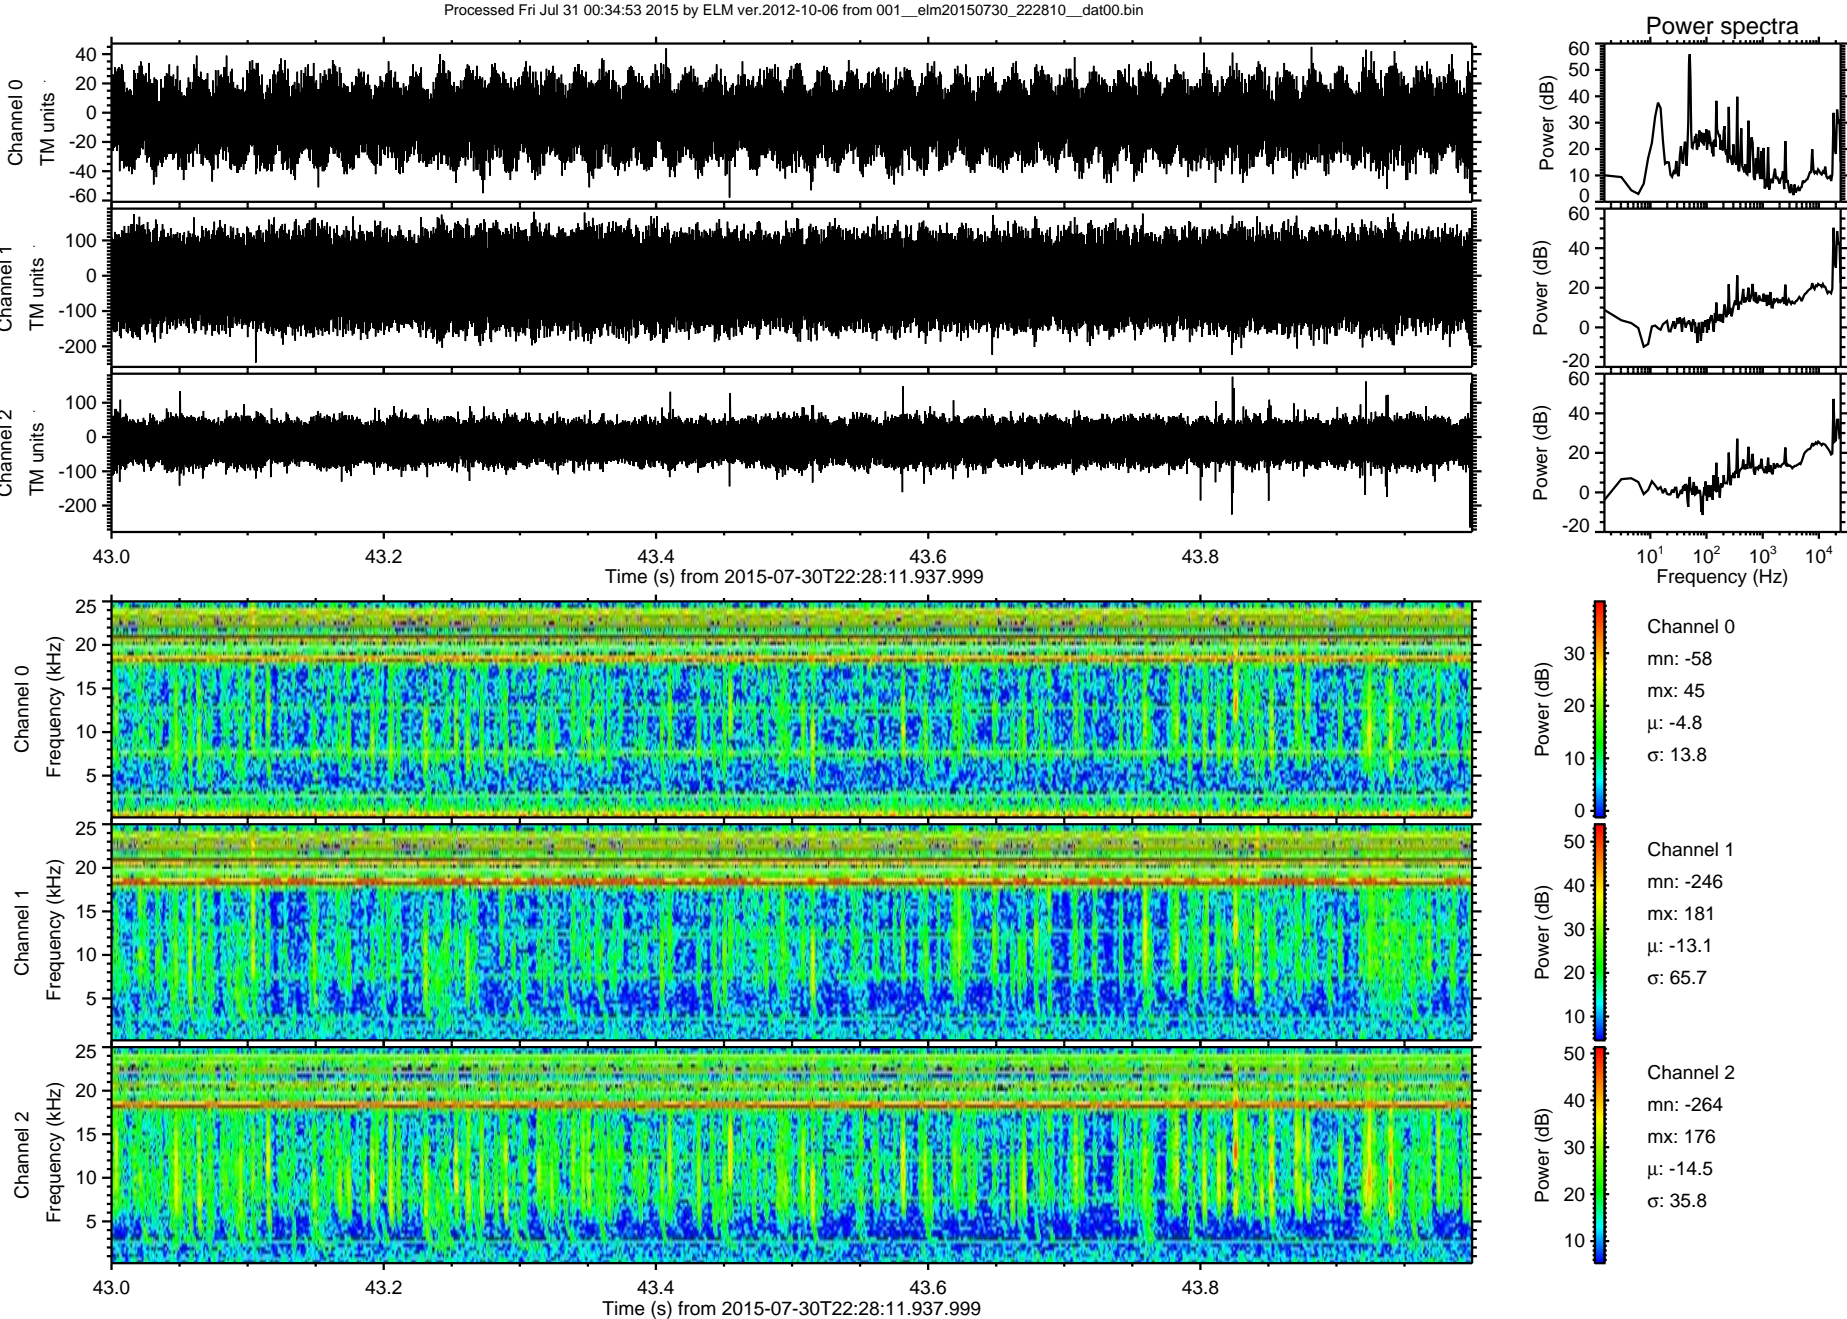 Processed Fri Jul 31 00:34:53 2015 by ELM ver.2012-10-06 from 001__elm20150730_222810__dat00.bin
Power spectra
Channel 0
TM units
40
20
0
-20
-40
-60
Power (dB)
60
50
40
30
20
10
0
Channel 1
TM units
100
0
-100
-200
Power (dB)
60
40
20
0
-20
Channel 2
TM units
100
0
-100
-200
Power (dB)
60
40
20
0
-20
43.0 43.2 43.4 43.6 43.8
Time (s) from 2015-07-30T22:28:11.937.999
10^1 10^2 10^3 10^4
Frequency (Hz)
Channel 0
Frequency (kHz)
25
20
15
10
5
Power (dB)
30
20
10
0
Channel 0
mn: -58
mx: 45
μ: -4.8
σ: 13.8
Channel 1
Frequency (kHz)
25
20
15
10
5
Power (dB)
50
40
30
20
10
Channel 1
mn: -246
mx: 181
μ: -13.1
σ: 65.7
Channel 2
Frequency (kHz)
25
20
15
10
5
Power (dB)
50
40
30
20
10
Channel 2
mn: -264
mx: 176
μ: -14.5
σ: 35.8
43.0 43.2 43.4 43.6 43.8
Time (s) from 2015-07-30T22:28:11.937.999